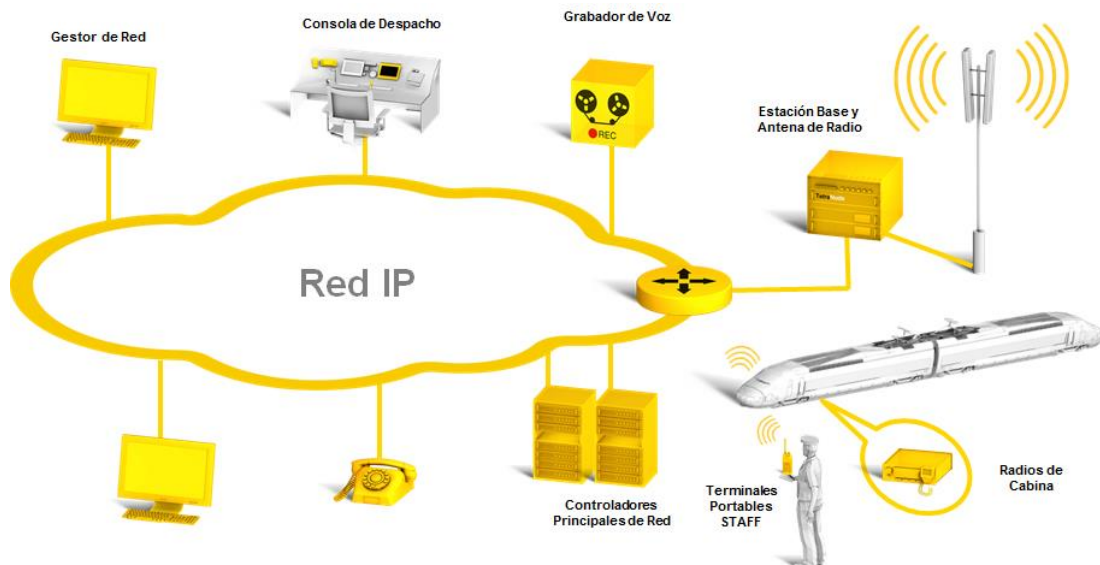 Gestor de Red
Consola de Despacho
Grabador de Voz
REC
Estación Base y
Antena de Radio
Red IP
Controladores
Principales de Red
Terminales
Portables
STAFF
Radios de
Cabina